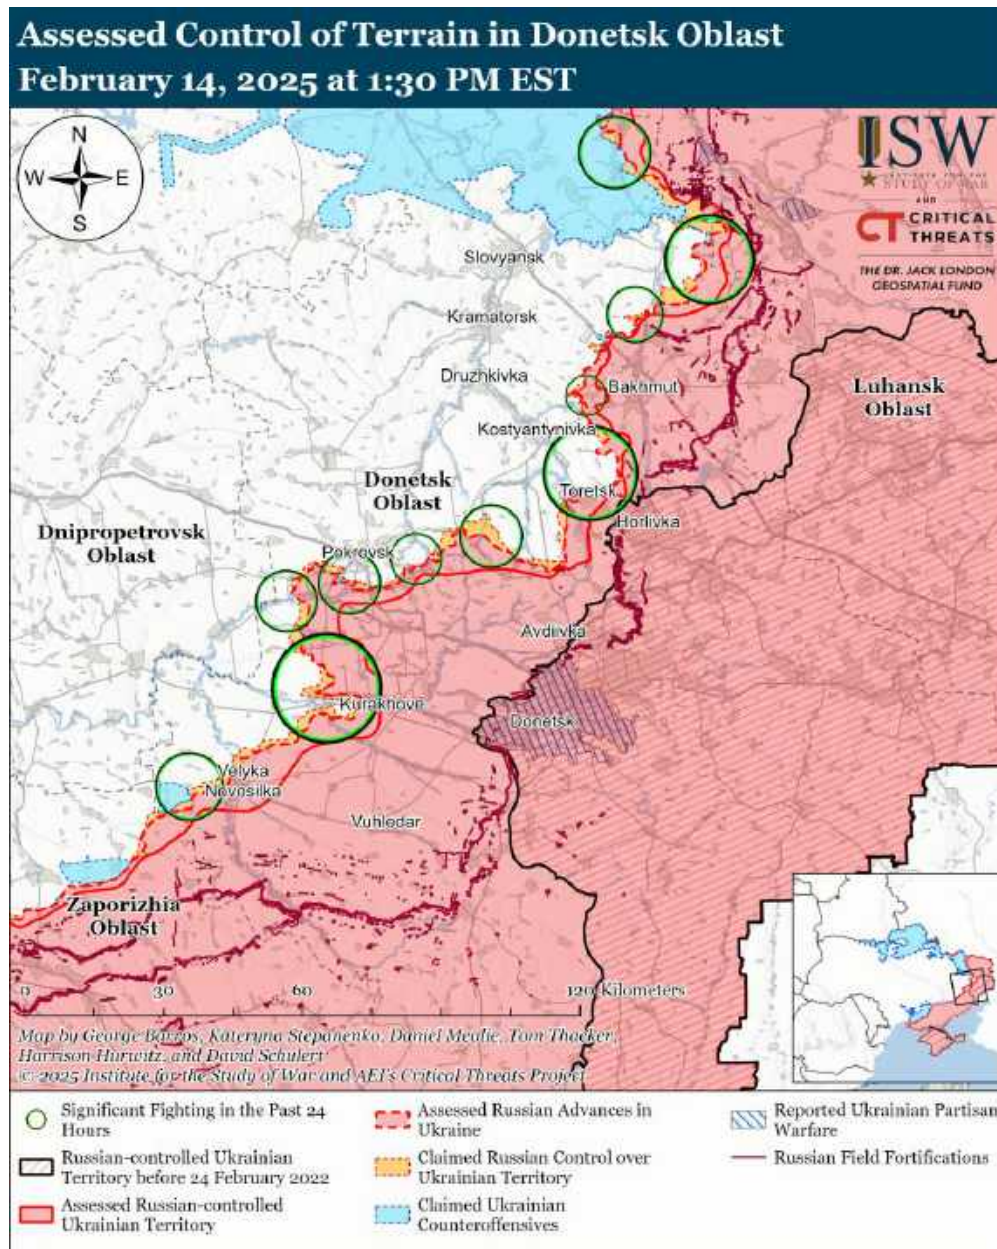 Assessed Control of Terrain in Donetsk Oblast
February 14, 2025 at 1:30 PM EST
N
W
E
S
ISW
INSTITUTE FOR THE
STUDY OF WAR
AND
CT CRITICAL
THREATS
THE DR. JACK LONDON
GEOSPATIAL FUND
Slovyansk
Kramatorsk
Druzhkivka
Bakhmut
Luhansk
Oblast
Kostyantynivka
Donetsk
Oblast
Toretsk
Horlivka
Dnipropetrovsk
Oblast
Pokrovsk
Avdiivka
Kurakhove
Donetsk
Velyka
Novosilka
Vuhledar
Zaporizhia
Oblast
0 30 60 120 Kilometers
Map by George Barros, Kateryna Stepanenko, Daniel Mealie, Tom Thacker,
Harrison Hurwitz, and David Schulert
© 2025 Institute for the Study of War and AEI's Critical Threats Project
Significant Fighting in the Past 24
Hours
Russian-controlled Ukrainian
Territory before 24 February 2022
Assessed Russian-controlled
Ukrainian Territory
Assessed Russian Advances in
Ukraine
Claimed Russian Control over
Ukrainian Territory
Claimed Ukrainian
Counteroffensives
Reported Ukrainian Partisan
Warfare
Russian Field Fortifications